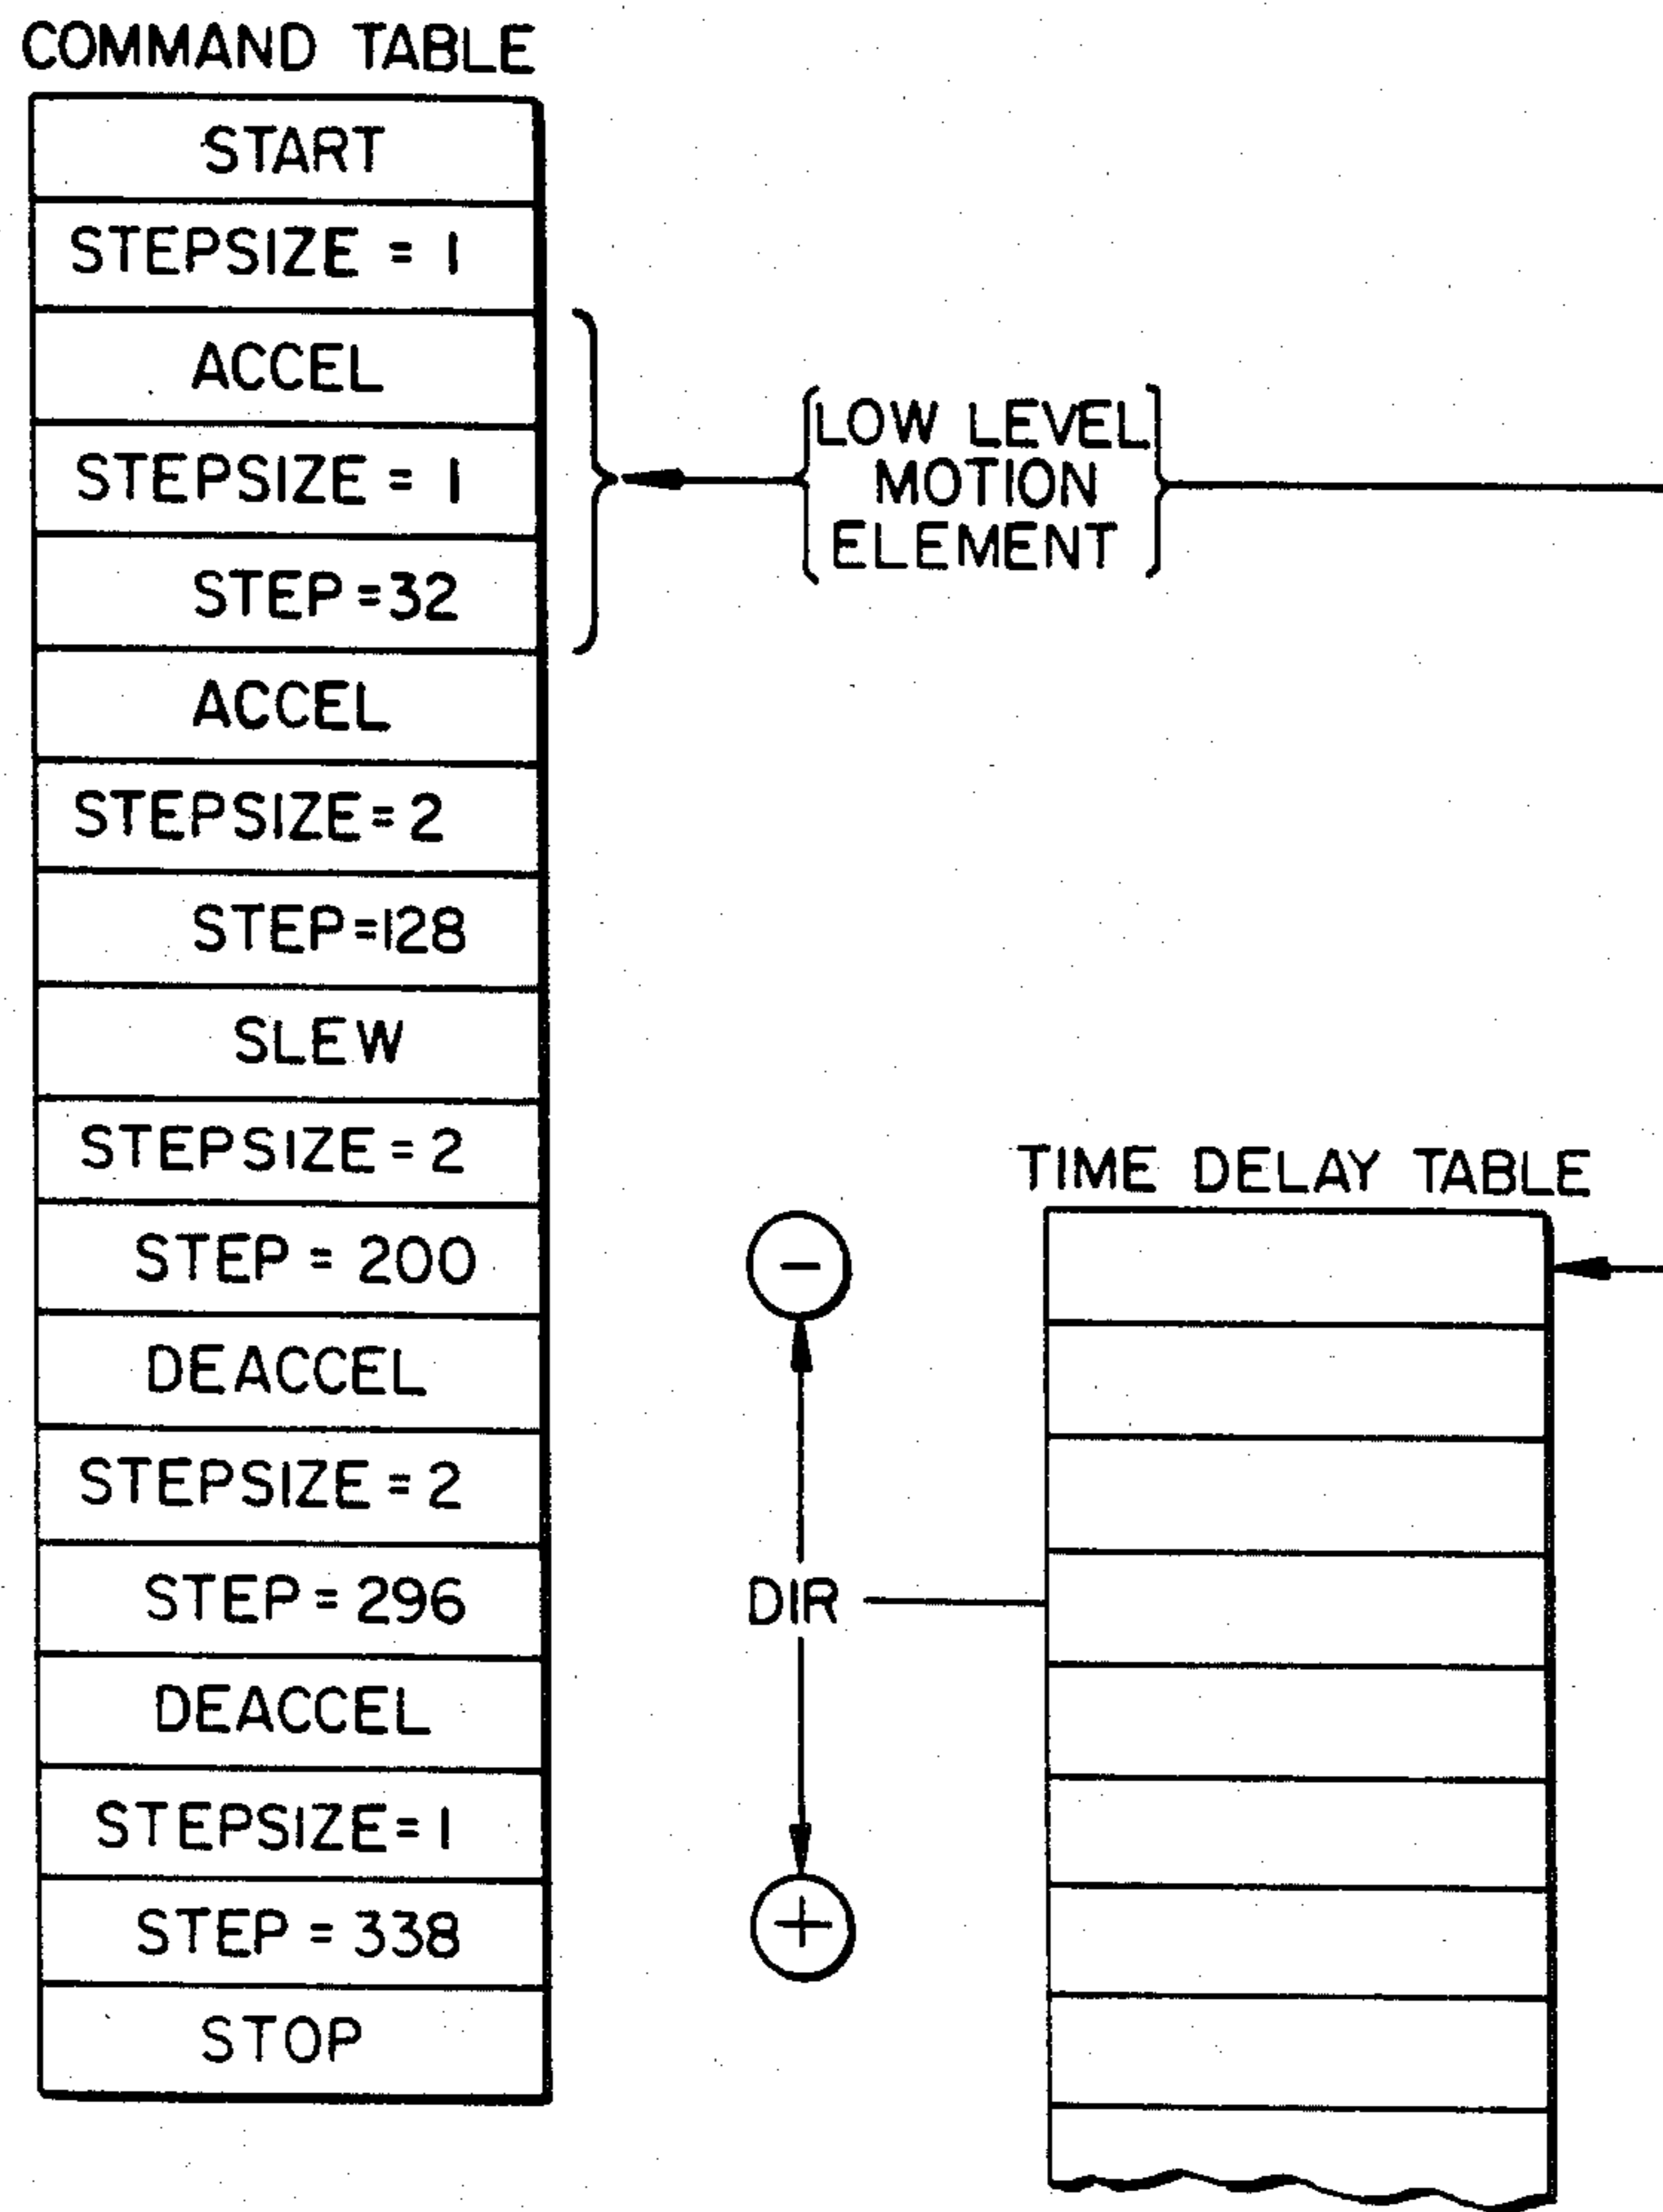 COMMAND TABLE
START
STEPSIZE = 1
ACCEL
STEPSIZE = 1
STEP =32
ACCEL
STEPSIZE= 2
STEP=128
SLEW
STEPSIZE = 2
STEP = 200
DEACCEL
STEPSIZE = 2
STEP = 296
DEACCEL
STEPSIZE= 1
STEP = 338
STOP
LOW LEVEL
MOTION
ELEMENT
TIME DELAY TABLE
−
DIR
+